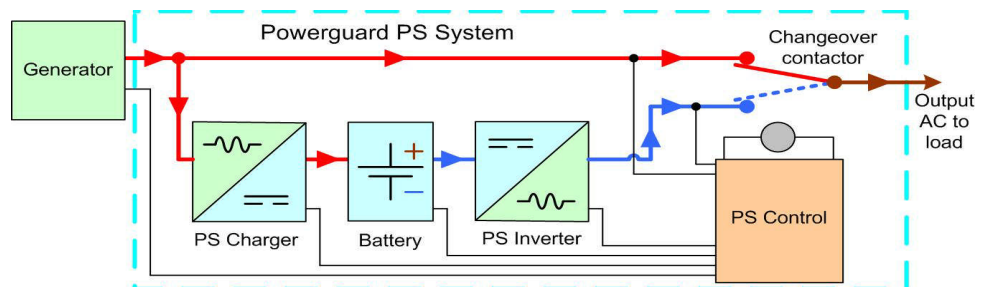 Powerguard PS System
Changeover
contactor
Generator
Output
AC to
load
+
−
PS Control
PS Charger
Battery
PS Inverter